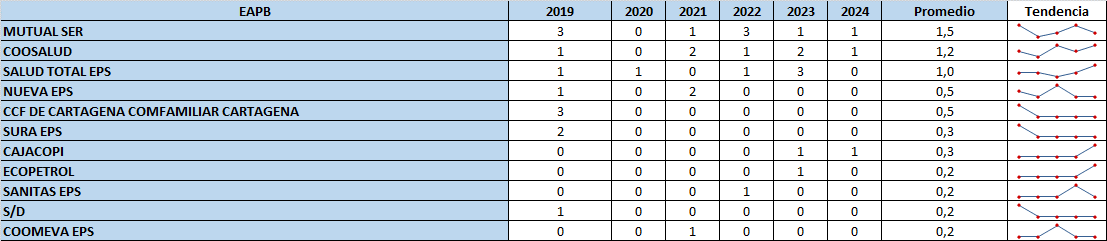 EAPB 2019 2020 2021 2022 2023 2024 Promedio Tendencia
MUTUAL SER 3 0 1 3 1 1 1,5
COOSALUD 1 0 2 1 2 1 1,2
SALUD TOTAL EPS 1 1 0 1 3 0 1,0
NUEVA EPS 1 0 2 0 0 0 0,5
CCF DE CARTAGENA COMFAMILIAR CARTAGENA 3 0 0 0 0 0 0,5
SURA EPS 2 0 0 0 0 0 0,3
CAJACOPI 0 0 0 0 1 1 0,3
ECOPETROL 0 0 0 0 1 0 0,2
SANITAS EPS 0 0 0 1 0 0 0,2
S/D 1 0 0 0 0 0 0,2
COOMEVA EPS 0 0 1 0 0 0 0,2